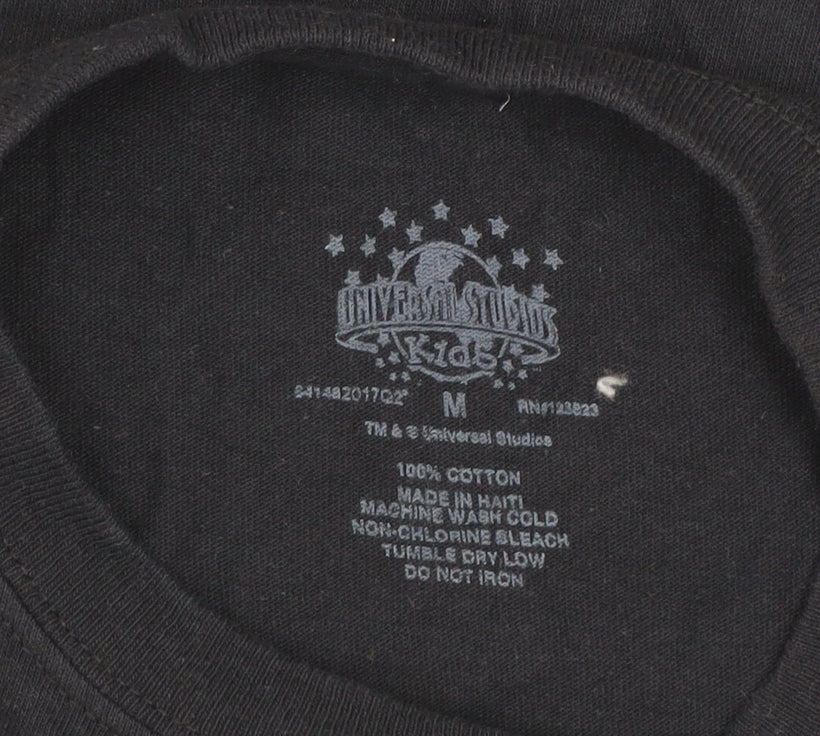 UNIVERSAL STUDIOS
Kids
M
TM & © Universal Studios
100% COTTON
MADE IN HAITI
MACHINE WASH COLD
NON-CHLORINE BLEACH
TUMBLE DRY LOW
DO NOT IRON